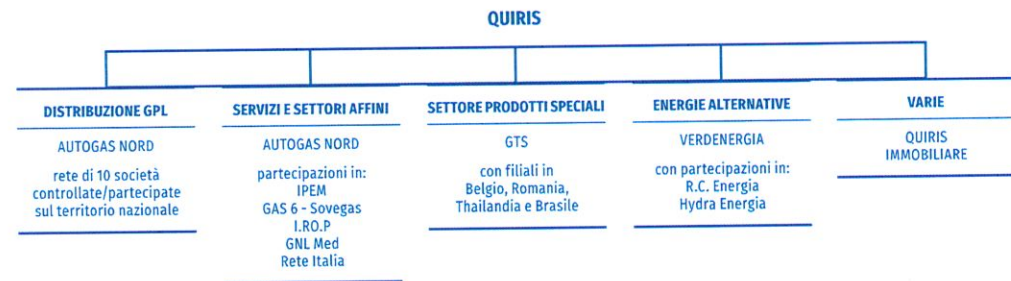 QUIRIS
DISTRIBUZIONE GPL
AUTOGAS NORD
rete di 10 società
controllate/partecipate
sul territorio nazionale
SERVIZI E SETTORI AFFINI
AUTOGAS NORD
partecipazioni in:
IPEM
GAS 6 - Sovegas
I.RO.P
GNL Med
Rete Italia
SETTORE PRODOTTI SPECIALI
GTS
con filiali in
Belgio, Romania,
Thailandia e Brasile
ENERGIE ALTERNATIVE
VERDENERGIA
con partecipazioni in:
R.C. Energia
Hydra Energia
VARIE
QUIRIS
IMMOBILIARE